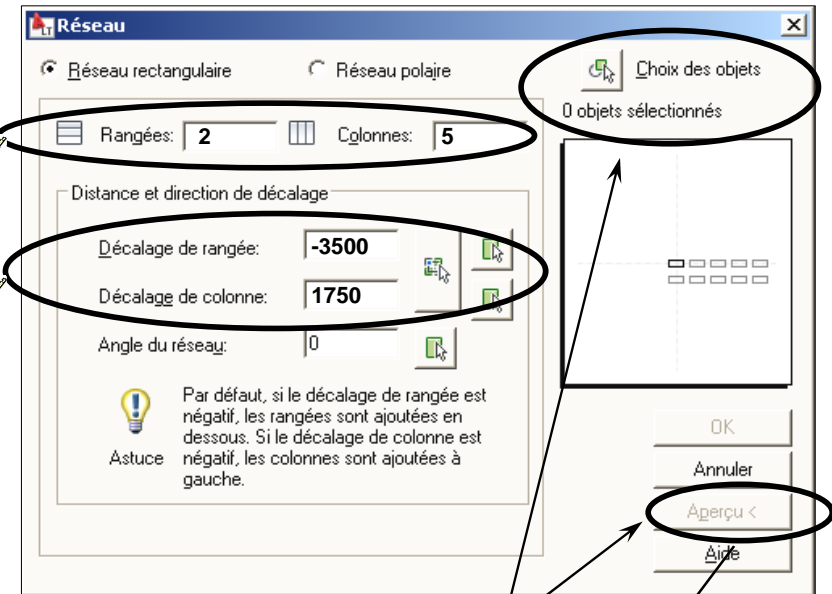 LT Réseau
Réseau rectangulaire
Réseau polaire
Choix des objets
0 objets sélectionnés
Rangées: 2
Colonnes: 5
Distance et direction de décalage
Décalage de rangée: -3500
Décalage de colonne: 1750
Angle du réseau: 0
Par défaut, si le décalage de rangée est
négatif, les rangées sont ajoutées en
dessous. Si le décalage de colonne est
négatif, les colonnes sont ajoutées à
gauche.
Astuce
OK
Annuler
Aperçu <
Aide